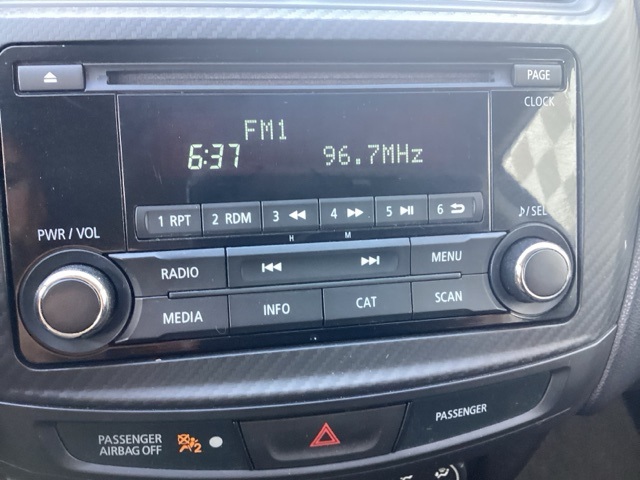 PAGE
CLOCK
FM1
6:37 96.7MHz
1 RPT 2 RDM 3 4 5 6
H M
PWR / VOL
♪/SEL
RADIO MENU
MEDIA INFO CAT SCAN
PASSENGER
AIRBAG OFF
2
PASSENGER